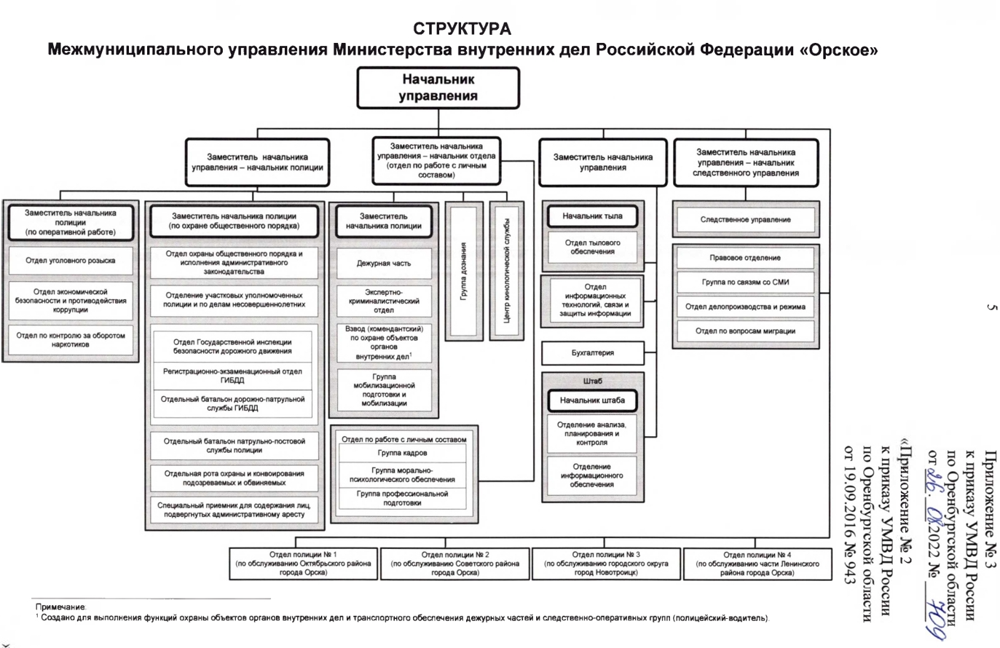 СТРУКТУРА
Межмуниципального управления Министерства внутренних дел Российской Федерации «Орское»
Начальник
управления
Заместитель начальника
управления – начальник полиции
Заместитель начальника
управления – начальник отдела
(отдел по работе с личным
составом)
Заместитель начальника
управления
Заместитель начальника
управления – начальник
следственного управления
Заместитель начальника
полиции
(по оперативной работе)
Отдел уголовного розыска
Отдел экономической
безопасности и противодействия
коррупции
Отдел по контролю за оборотом
наркотиков
Заместитель начальника полиции
(по охране общественного порядка)
Отдел охраны общественного порядка и
исполнения административного
законодательства
Отделение участковых уполномоченных
полиции и по делам несовершеннолетних
Отдел Государственной инспекции
безопасности дорожного движения
Регистрационно-экзаменационный отдел
ГИБДД
Отдельный батальон дорожно-патрульной
службы ГИБДД
Отдельный батальон патрульно-постовой
службы полиции
Отдельная рота охраны и конвоирования
подозреваемых и обвиняемых
Специальный приемник для содержания лиц,
подвергнутых административному аресту
Заместитель
начальника полиции
Дежурная часть
Экспертно-
криминалистический
отдел
Взвод (комендантский)
по охране объектов
органов
внутренних дел¹
Группа
мобилизационной
подготовки и
мобилизации
Группа дознания
Центр кинологической службы
Отдел по работе с личным составом
Группа кадров
Группа морально-
психологического обеспечения
Группа профессиональной
подготовки
Начальник тыла
Отдел тылового
обеспечения
Отдел
информационных
технологий, связи и
защиты информации
Бухгалтерия
Штаб
Начальник штаба
Отделение анализа,
планирования и
контроля
Отделение
информационного
обеспечения
Следственное управление
Правовое отделение
Группа по связям со СМИ
Отдел делопроизводства и режима
Отдел по вопросам миграции
Отдел полиции № 1
(по обслуживанию Октябрьского района
города Орска)
Отдел полиции № 2
(по обслуживанию Советского района
города Орска)
Отдел полиции № 3
(по обслуживанию городского округа
город Новотроицк)
Отдел полиции № 4
(по обслуживанию части Ленинского
района города Орска)
Примечание:
¹ Создано для выполнения функций охраны объектов органов внутренних дел и транспортного обеспечения дежурных частей и следственно-оперативных групп (полицейский-водитель).
5
Приложение № 3
к приказу УМВД России
по Оренбургской области
от 26.08.2022 № 709
«Приложение № 2
к приказу УМВД России
по Оренбургской области
от 19.09.2016 № 943